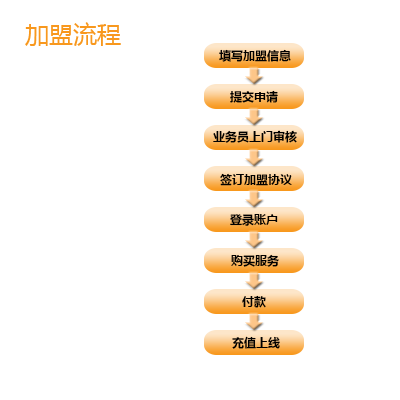 加盟流程
填写加盟信息
提交申请
业务员上门审核
签订加盟协议
登录账户
购买服务
付款
充值上线